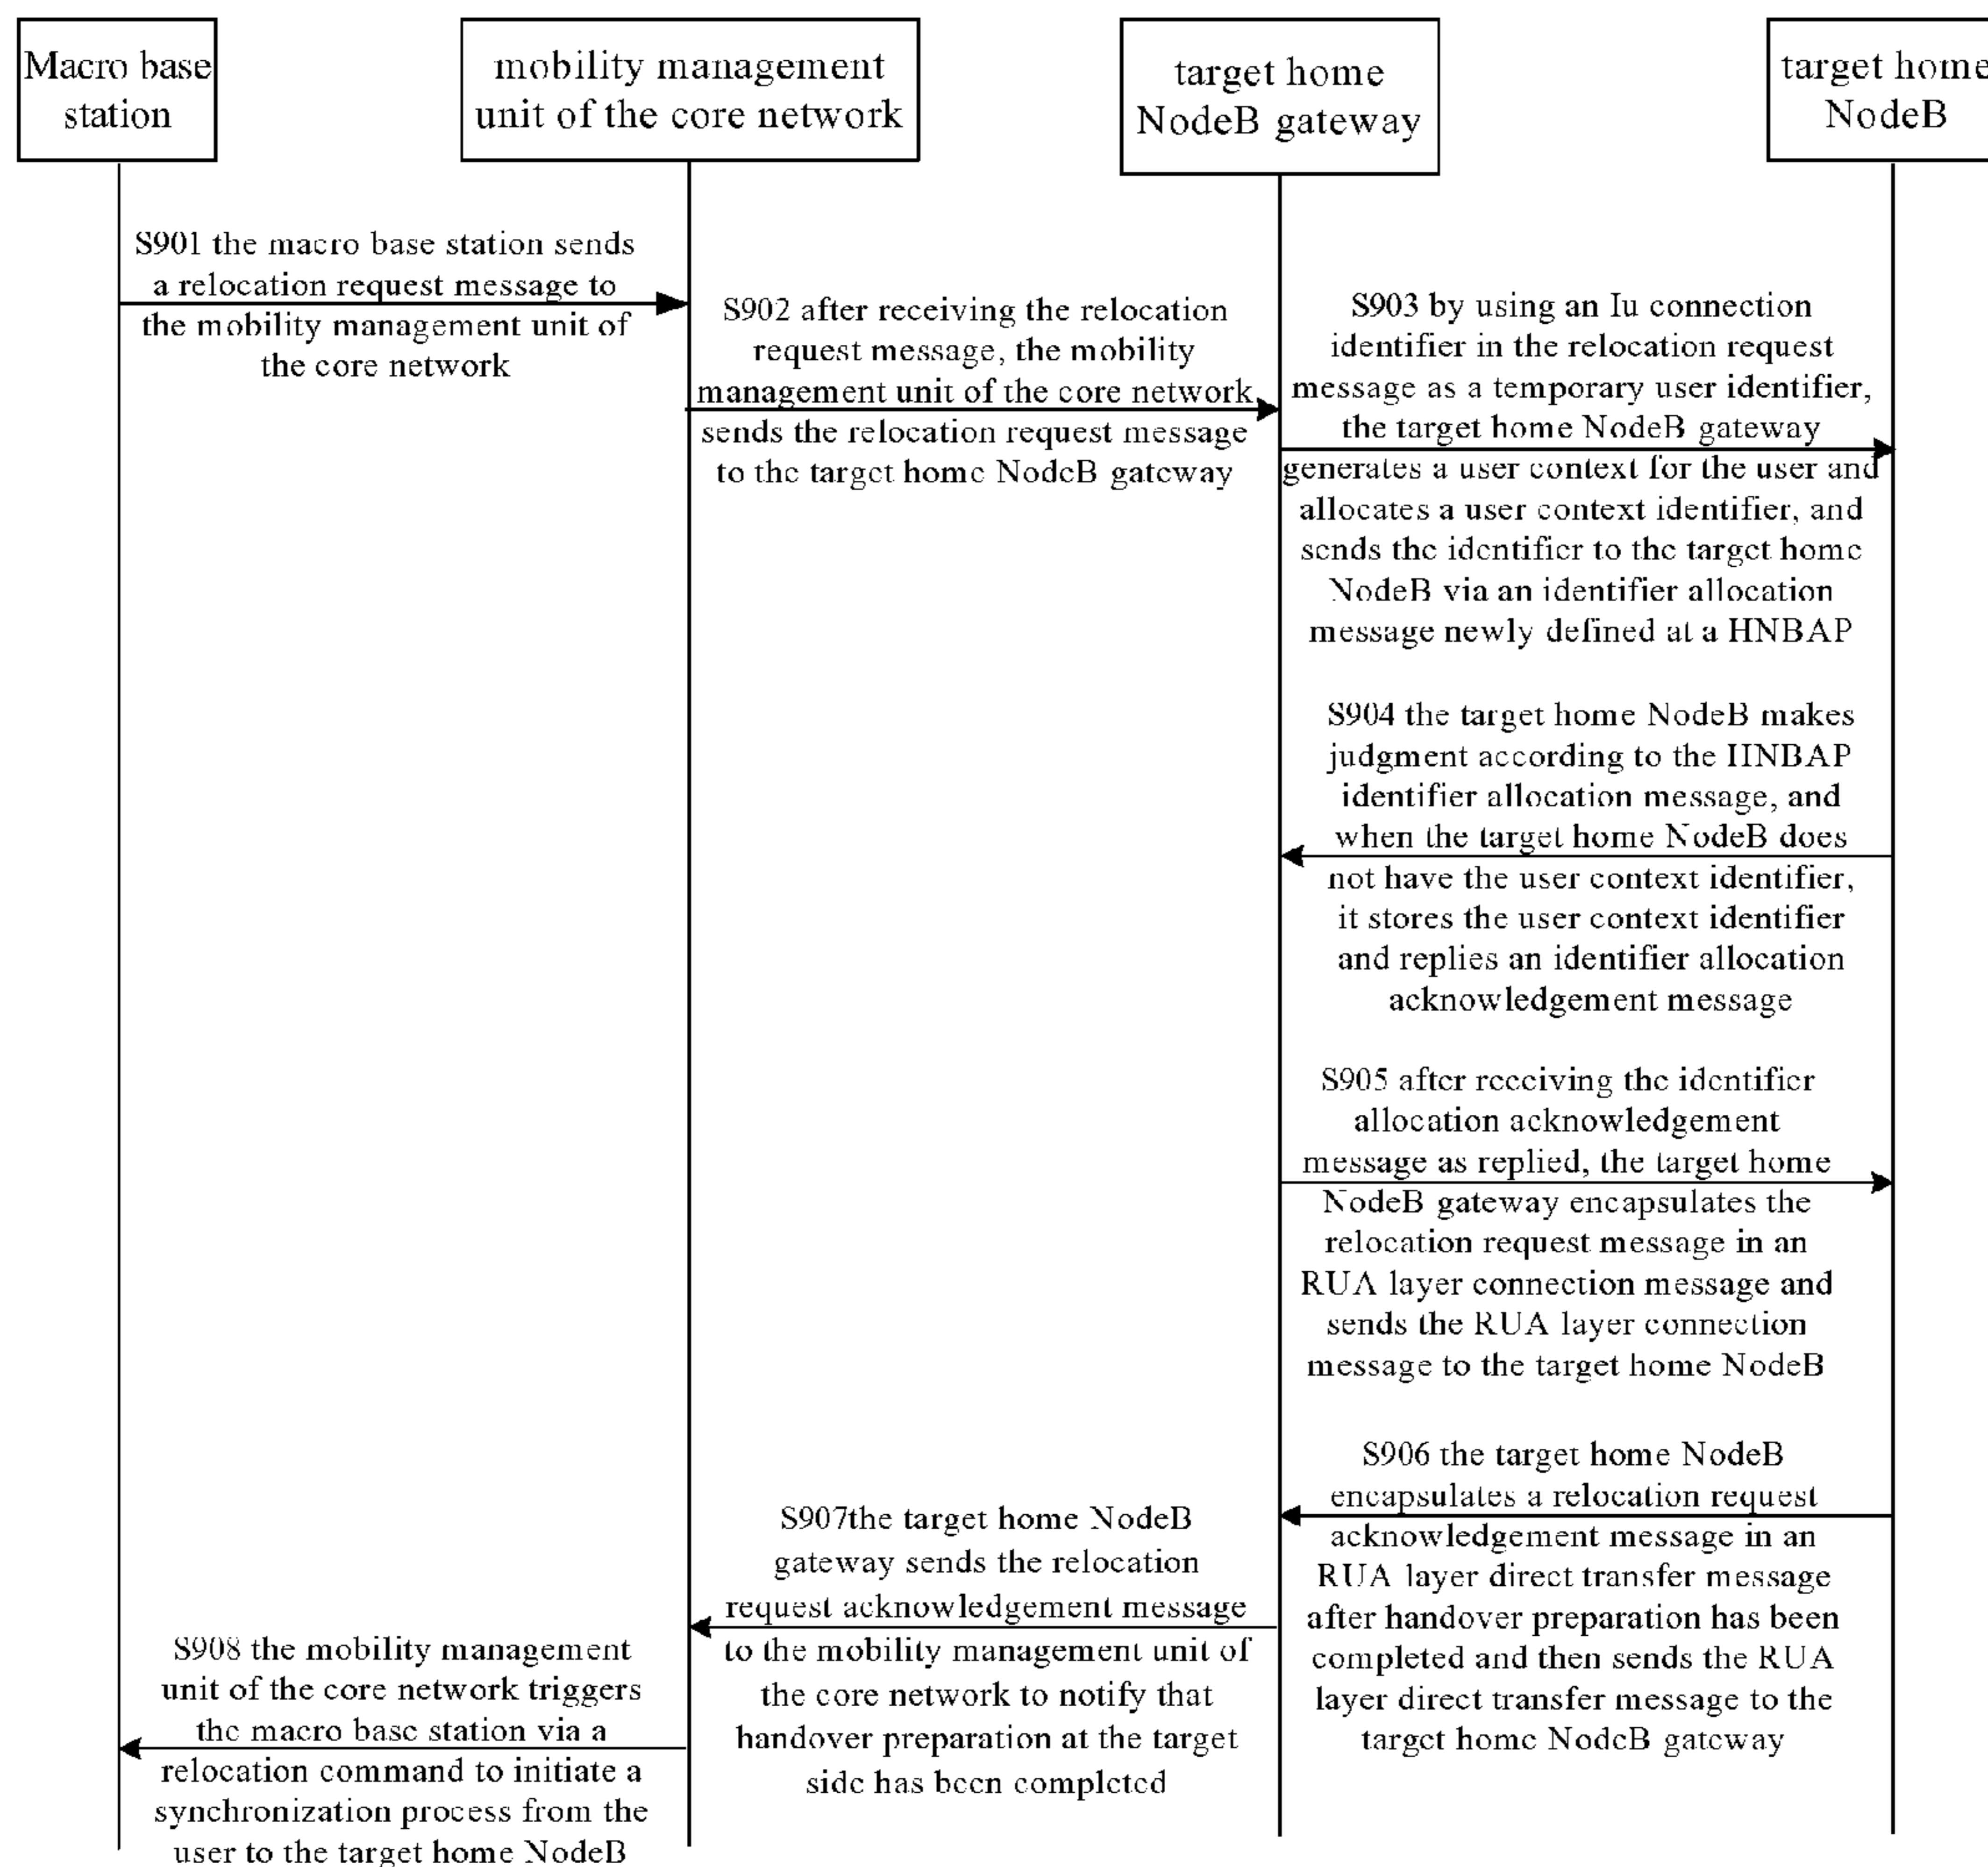 Macro base
station
mobility management
unit of the core network
target home
NodeB gateway
target home
NodeB
S901 the macro base station sends
a relocation request message to
the mobility management unit of
the core network
S902 after receiving the relocation
request message, the mobility
management unit of the core network
sends the relocation request message
to the target home NodeB gateway
S903 by using an Iu connection
identifier in the relocation request
message as a temporary user identifier,
the target home NodeB gateway
generates a user context for the user and
allocates a user context identifier, and
sends the identifier to the target home
NodeB via an identifier allocation
message newly defined at a HNBAP
S904 the target home NodeB makes
judgment according to the HNBAP
identifier allocation message, and
when the target home NodeB does
not have the user context identifier,
it stores the user context identifier
and replies an identifier allocation
acknowledgement message
S905 after receiving the identifier
allocation acknowledgement
message as replied, the target home
NodeB gateway encapsulates the
relocation request message in an
RUA layer connection message and
sends the RUA layer connection
message to the target home NodeB
S906 the target home NodeB
encapsulates a relocation request
acknowledgement message in an
RUA layer direct transfer message
after handover preparation has been
completed and then sends the RUA
layer direct transfer message to the
target home NodeB gateway
S907the target home NodeB
gateway sends the relocation
request acknowledgement message
to the mobility management unit of
the core network to notify that
handover preparation at the target
side has been completed
S908 the mobility management
unit of the core network triggers
the macro base station via a
relocation command to initiate a
synchronization process from the
user to the target home NodeB